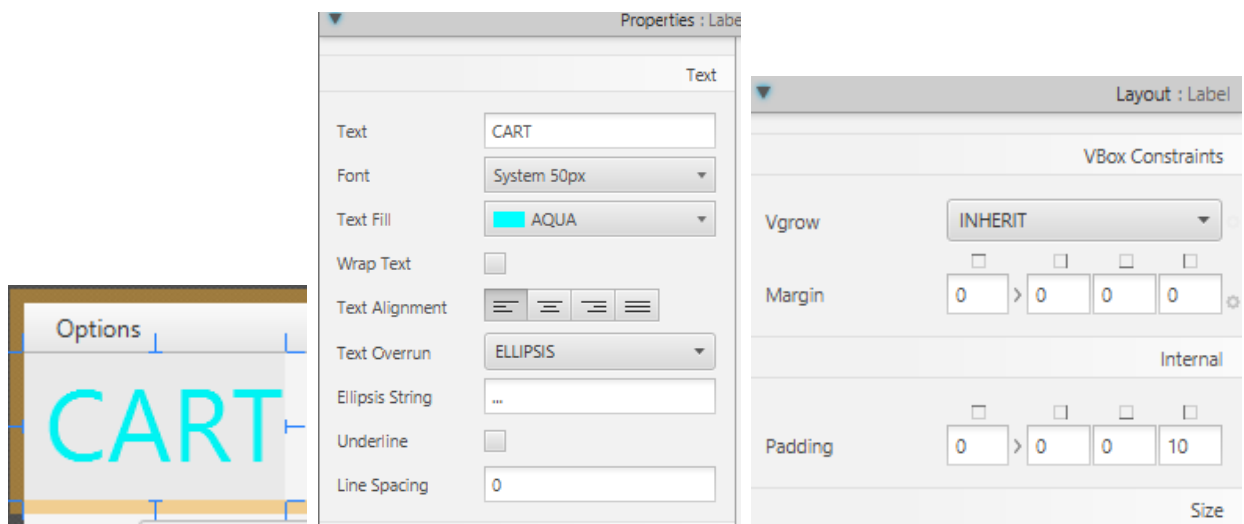 Options
CART
Properties : Labe
Text
Text CART
Font System 50px
Text Fill AQUA
Wrap Text
Text Alignment
Text Overrun ELLIPSIS
Ellipsis String ...
Underline
Line Spacing 0
Layout : Label
VBox Constraints
Vgrow INHERIT
Margin 0 > 0 0 0
Internal
Padding 0 > 0 0 10
Size